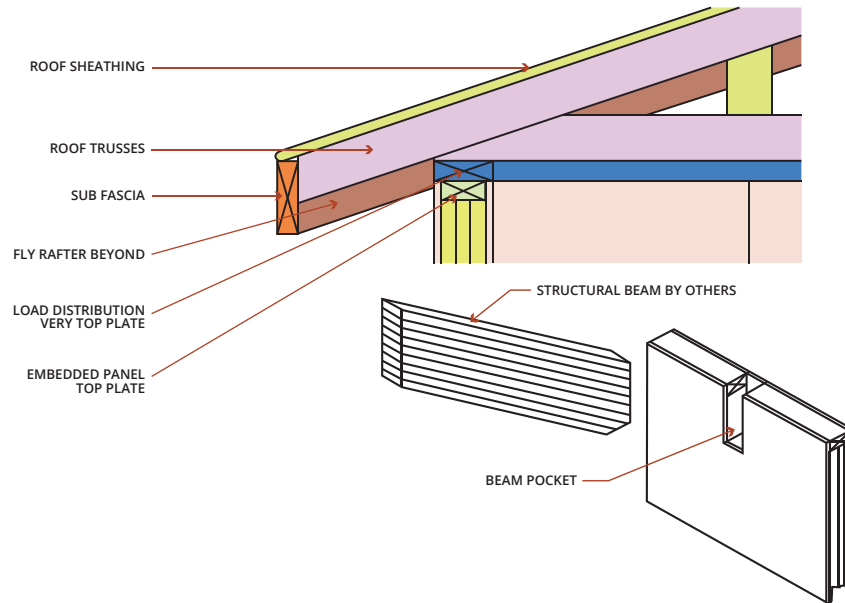 ROOF SHEATHING
ROOF TRUSSES
SUB FASCIA
FLY RAFTER BEYOND
LOAD DISTRIBUTION
VERY TOP PLATE
EMBEDDED PANEL
TOP PLATE
STRUCTURAL BEAM BY OTHERS
BEAM POCKET